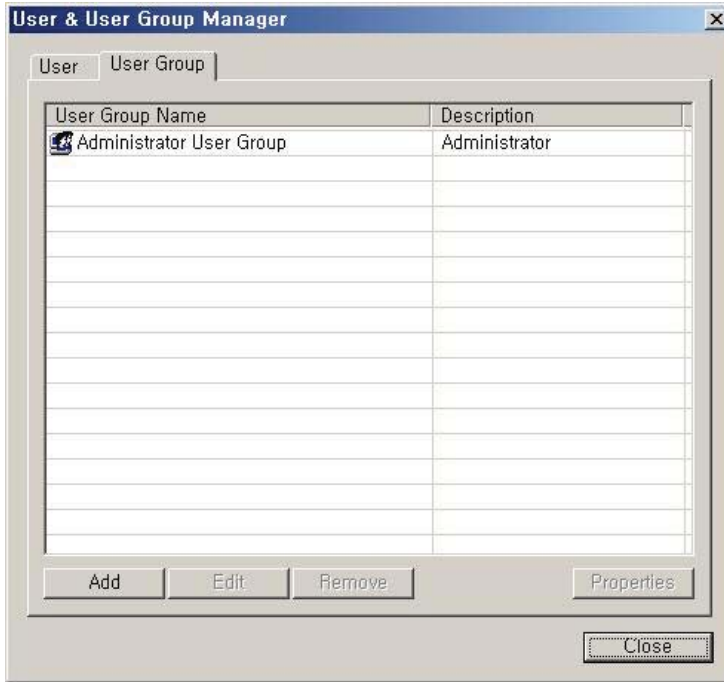 User & User Group Manager
User User Group
User Group Name Description
Administrator User Group Administrator
Add Edit Remove Properties
Close